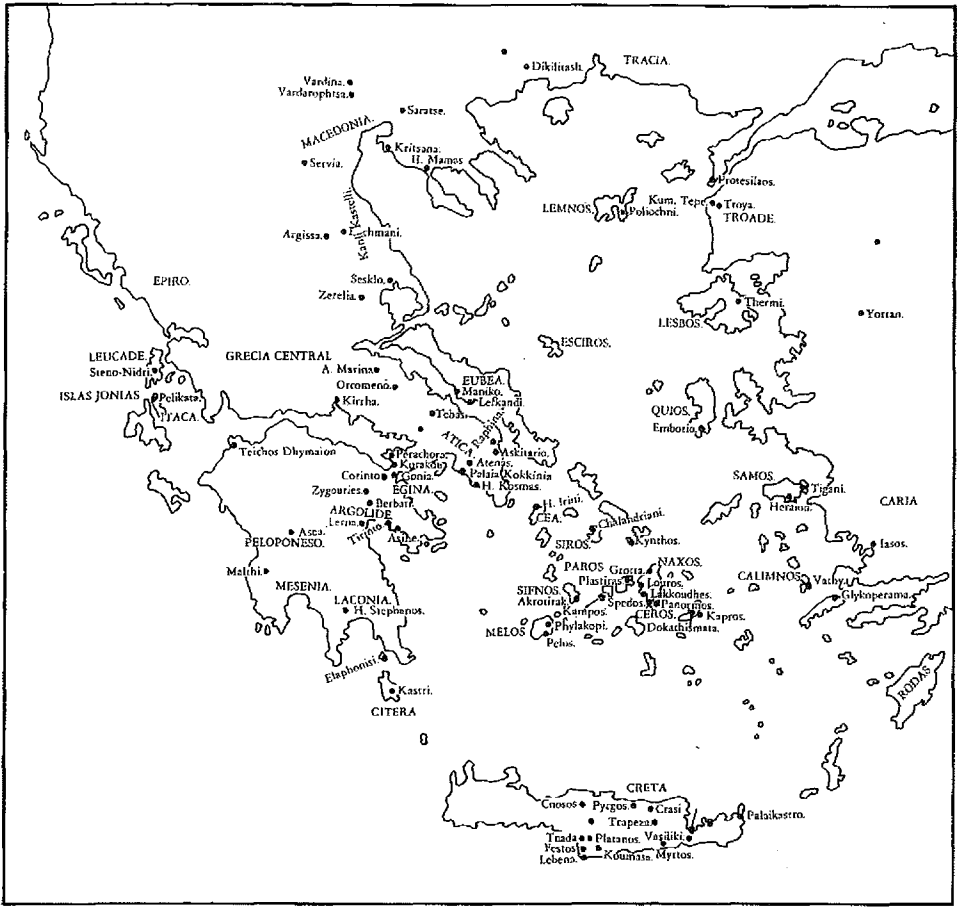 Dikilitash.
TRACIA.
Vardina.
Vardarophtsa.
Saratse.
MACEDONIA.
Kritsana.
H. Mamas
Servia.
Protesilaos.
Kum. Tepe
Troya.
TROADE.
LEMNOS.
Poliochni.
Argissa.
Sesklo.
Zerelia.
EPIRO.
Thermi.
LESBOS.
Yortan.
ESCIROS.
LEUCADE.
Steno-Nidri.
GRECIA CENTRAL
A. Marina
Orcomenó.
EUBEA.
Maniko.
Lefkandi.
ISLAS JONIAS
Pelikata.
ITACA.
Kirrha.
Tebas
Raphina.
QUIOS.
Emborio.
Teichos Dhymaion
ATICA.
Askitario.
Perachora.
Kurakou.
Atenas.
Palaia Kokkinia
Corinto
Gonia.
H. Kosmas.
Zygouries.
EGINA.
Berbati.
SAMOS.
Tigani.
Heraion.
CARIA
ARGOLIDE
Lerna.
Tirinto
Asine.
H. Irini.
CEA.
Chalandriani.
Asea.
PELOPONESO.
SIROS.
Kynthos.
Iasos.
Malthi.
MESENIA.
PAROS
Grotta.
NAXOS.
Plastiras.
Louros.
CALIMNOS.
Vathy.
SIFNOS.
Akrotiraki
Lakkoudhes.
Glykoperama.
LACONIA.
H. Stephenos.
Kampos.
Spedos.
Panormos.
CEROS.
Kapros.
MELOS
Phylakopi.
Dokathismata.
Pelos.
Elaphonisi.
Kastri.
CITERA
RODAS
CRETA
Cnosos
Pyrgos.
Crasi
Trapeza.
Palaikastro.
Triada
Platanos.
Vasiliki.
Festos
Lebena.
Koumasa.
Myrtos.